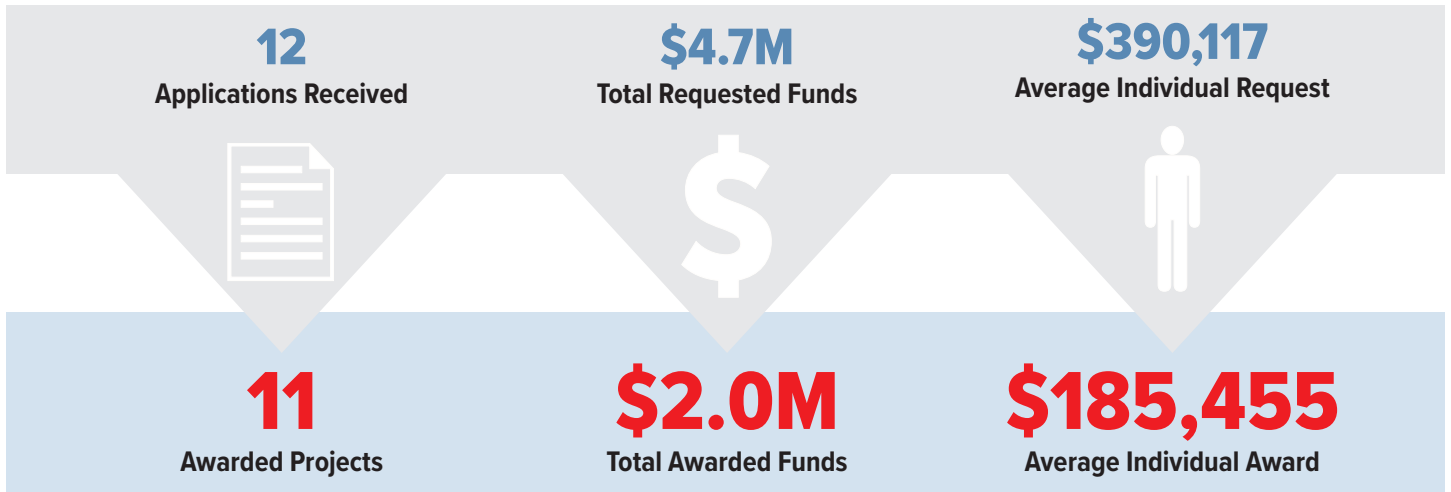 12
Applications Received
$4.7M
Total Requested Funds
$390,117
Average Individual Request
$
11
Awarded Projects
$2.0M
Total Awarded Funds
$185,455
Average Individual Award